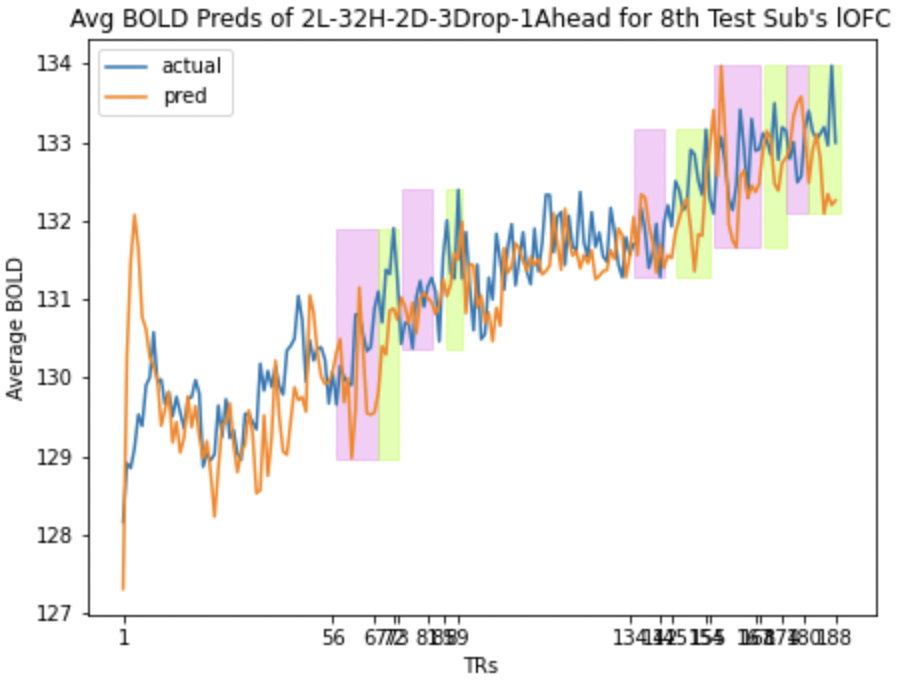 Avg BOLD Preds of 2L-32H-2D-3Drop-1Ahead for 8th Test Sub's lOFC
actual
pred
134
133
132
131
130
129
128
127
Average BOLD
1 56
TRs